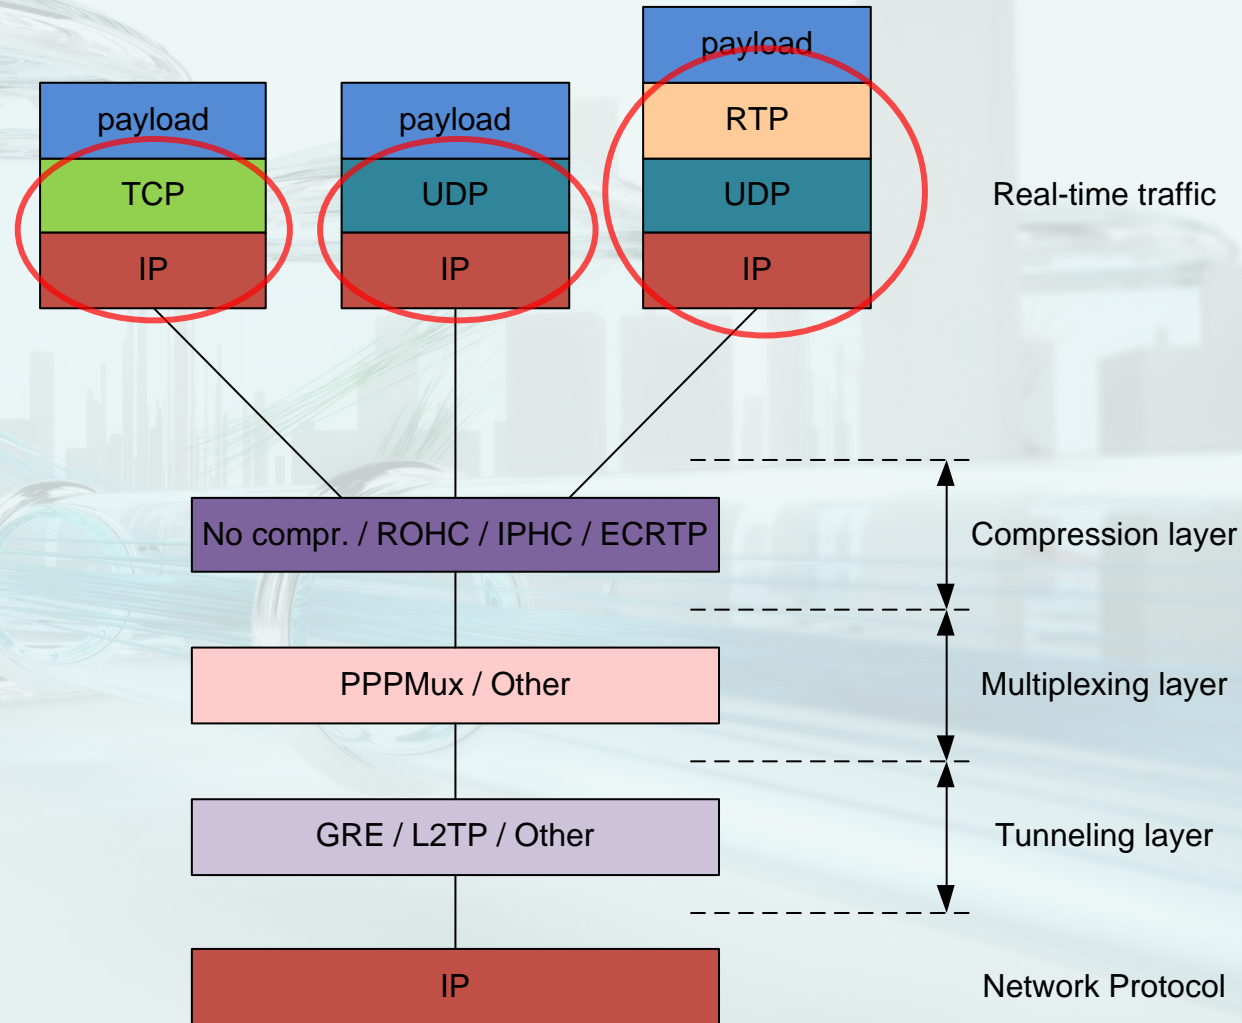 payload
payload
payload
RTP
TCP
UDP
UDP
Real-time traffic
IP
IP
IP
No compr. / ROHC / IPHC / ECRTP
Compression layer
PPPMux / Other
Multiplexing layer
GRE / L2TP / Other
Tunneling layer
IP
Network Protocol